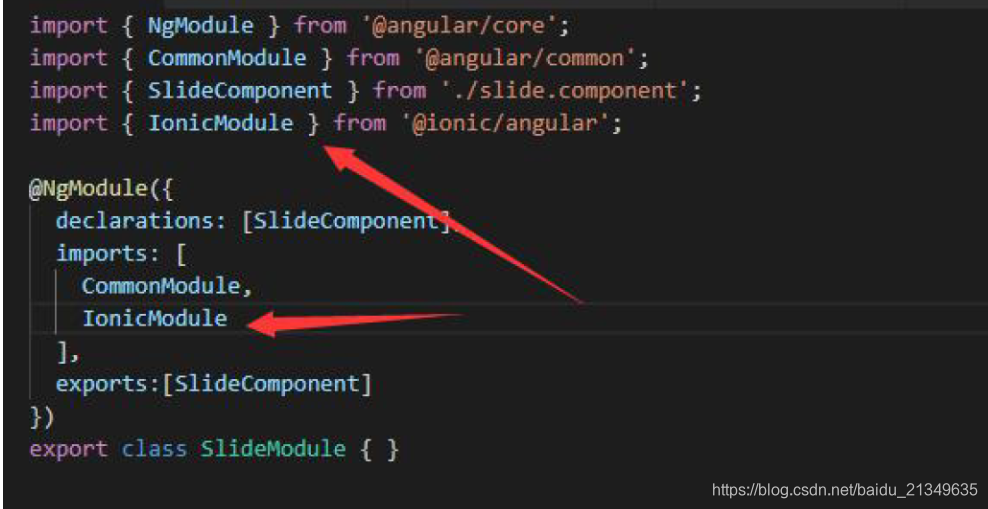 import { NgModule } from '@angular/core';
import { CommonModule } from '@angular/common';
import { SlideComponent } from './slide.component';
import { IonicModule } from '@ionic/angular';
@NgModule({
declarations: [SlideComponent],
imports: [
CommonModule,
IonicModule
],
exports:[SlideComponent]
})
export class SlideModule { }
https://blog.csdn.net/baidu_21349635